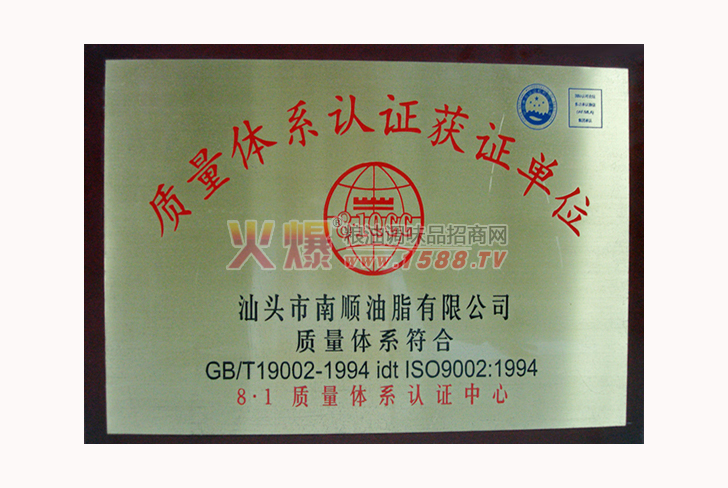 质量体系认证获证单位
火爆粮油调味品招商网
www.1588.TV
汕头市南顺油脂有限公司
质量体系符合
GB/T19002-1994 idt ISO9002:1994
8·1 质量体系认证中心